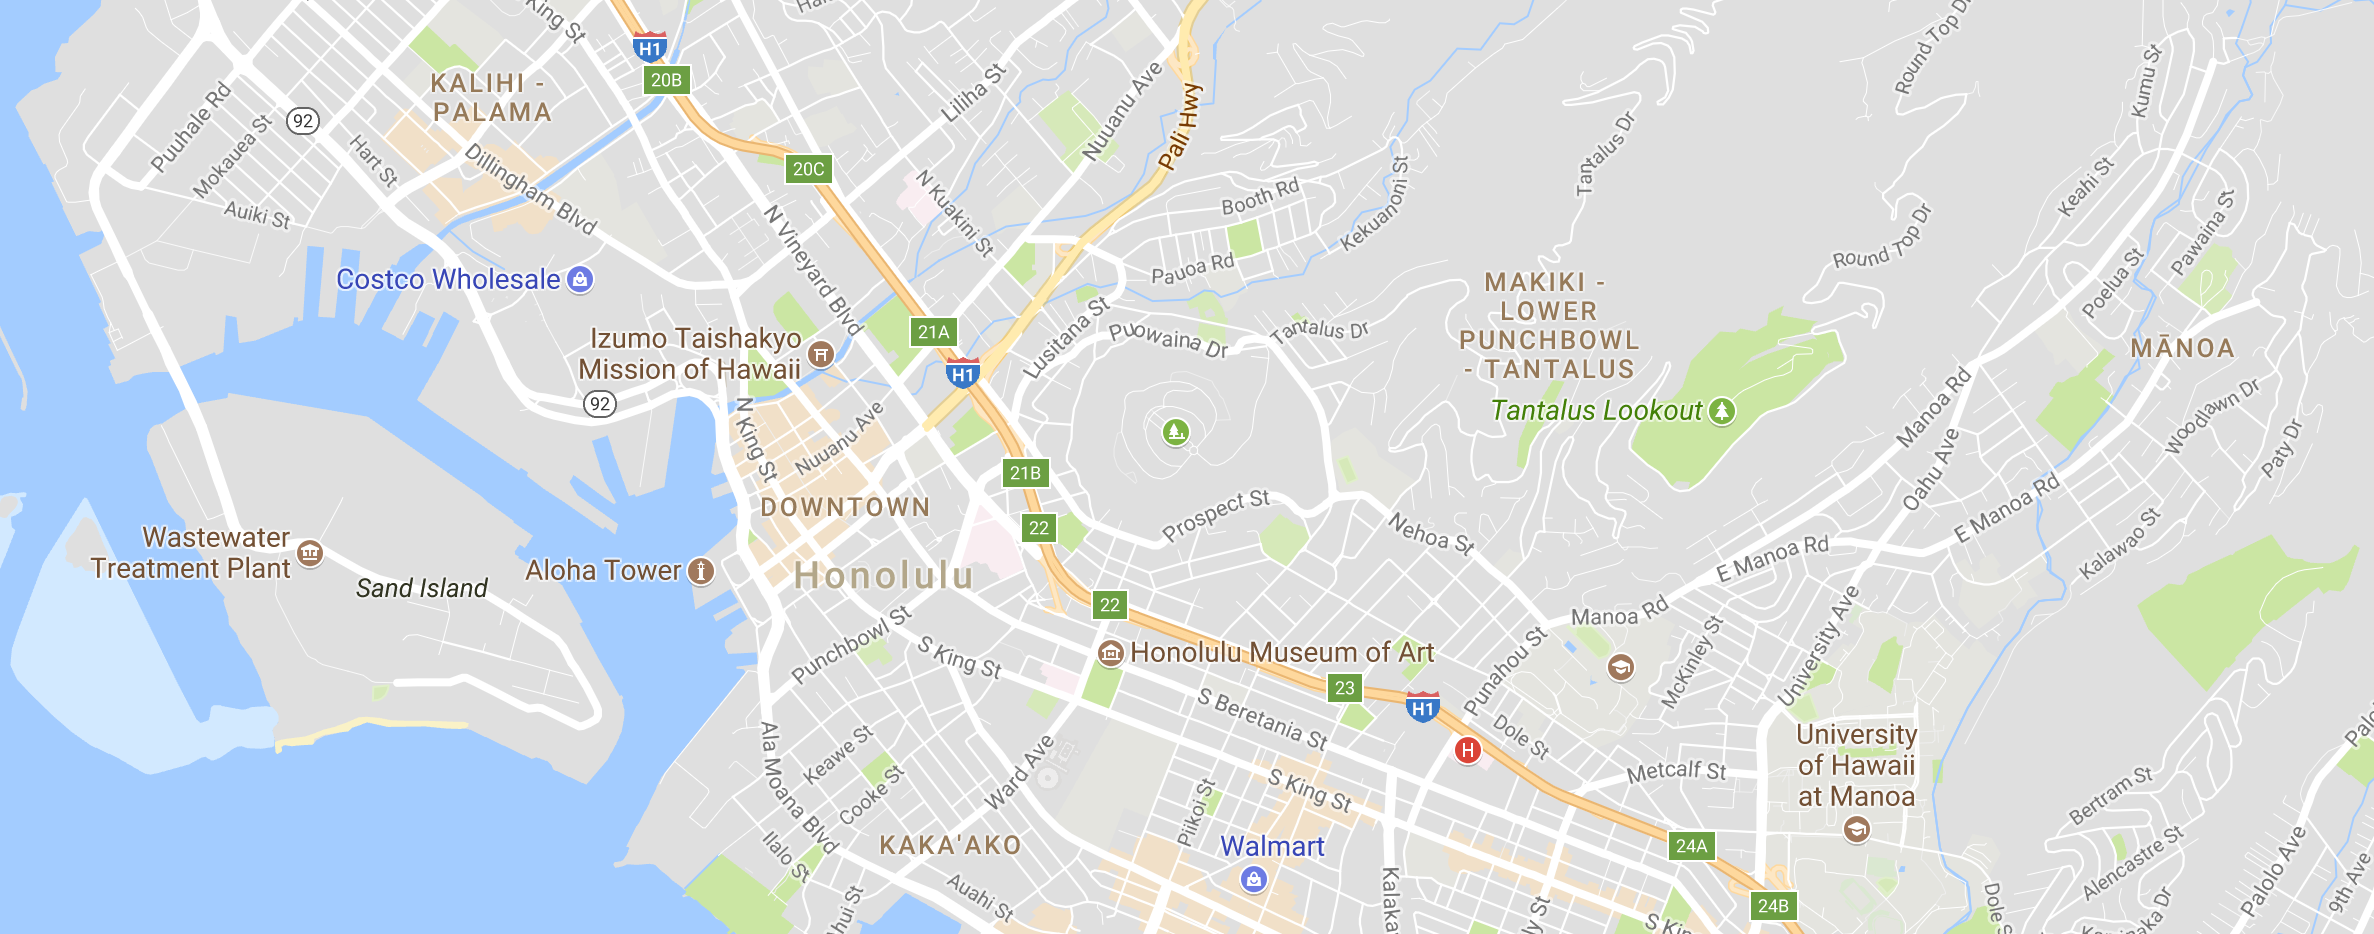 King St
H1
20B
KALIHI -
PALAMA
Puuhale Rd
92
Mokauea St
Hart St
Dillingham Blvd
Auiki St
20C
Liliha St
Nuuanu Ave
Pali Hwy
N Kuakini St
N Vineyard Blvd
Booth Rd
Kekuanoni St
Pauoa Rd
Tantalus Dr
Round Top Dr
Kumu St
Keahi St
Pawaina St
Round Top Dr
Poelua St
Costco Wholesale
Izumo Taishakyo
Mission of Hawaii
21A
H1
Lusitana St
Puowaina Dr
Tantalus Dr
MAKIKI -
LOWER
PUNCHBOWL
- TANTALUS
Tantalus Lookout
MĀNOA
Manoa Rd
Woodlawn Dr
Paty Dr
92
N King St
Nuuanu Ave
21B
DOWNTOWN
22
Prospect St
Nehoa St
Oahu Ave
E Manoa Rd
E Manoa Rd
Kalawao St
Wastewater
Treatment Plant
Sand Island
Aloha Tower
Honolulu
22
Manoa Rd
Punchbowl St
S King St
Honolulu Museum of Art
McKinley St
University Ave
Punahou St
23
H1
S Beretania St
Dole St
H
Ala Moana Blvd
Keawe St
Cooke St
Ward Ave
S King St
Metcalf St
University
of Hawaii
at Manoa
Bertram St
Piikoi St
KAKA'AKO
Walmart
24A
Ilalo St
Auahi St
24B
Alencastre St
Palolo Ave
9th Ave